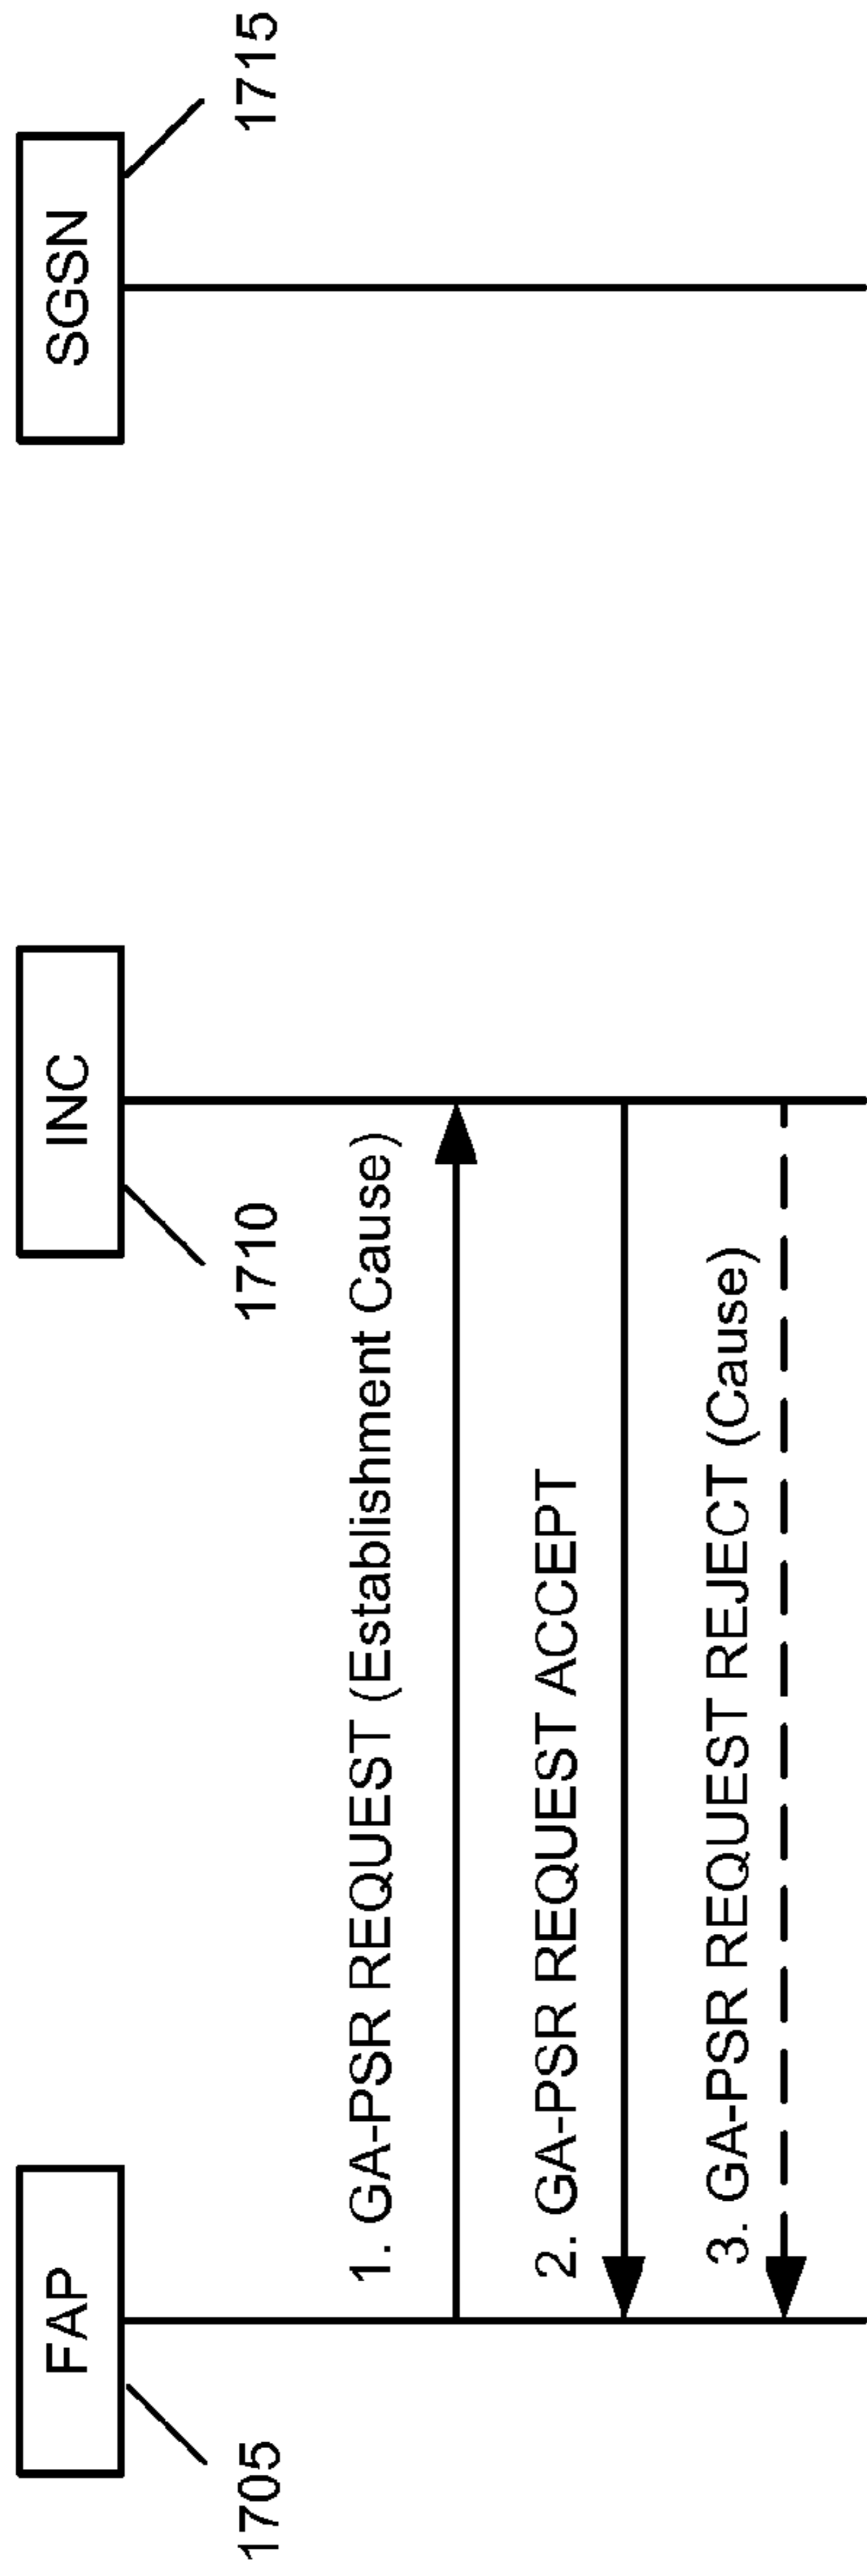 FAP
INC
SGSN
1705
1710
1715
1. GA-PSR REQUEST (Establishment Cause)
2. GA-PSR REQUEST ACCEPT
3. GA-PSR REQUEST REJECT (Cause)